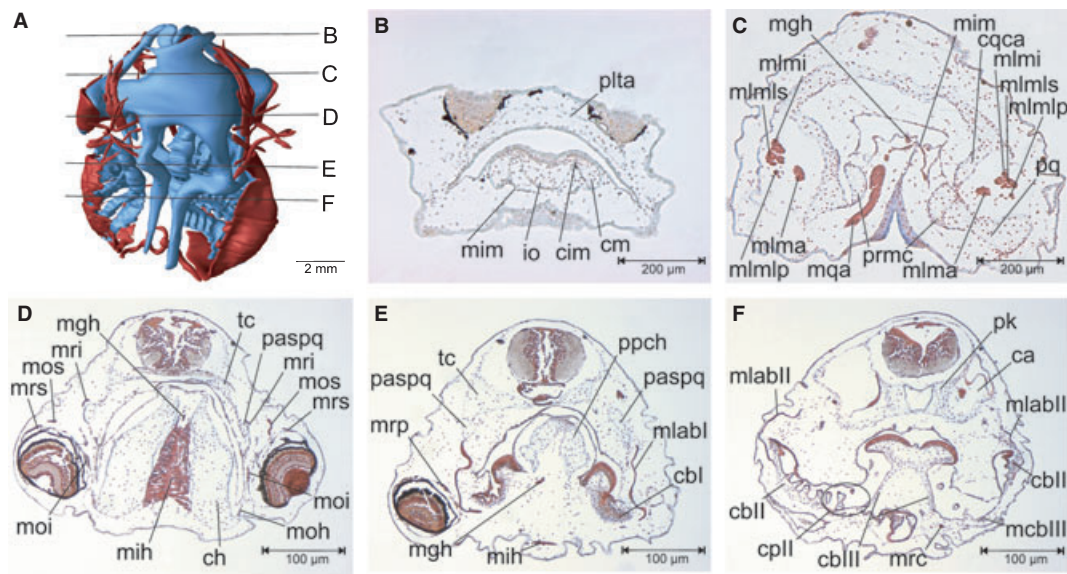 A
B
C
D
E
F
2 mm
B
plta
mim
io
cim
cm
200 µm
C
mgh
mim
cqca
mlmi
mlmi
mlmls
mlmls
mlmlp
pq
mlma
mlmlp
mqa
prmc
mlma
200 µm
D
mgh
tc
mri
paspq
mos
mri
mrs
mos
mrs
moi
moi
moh
mih
ch
100 µm
E
ppch
tc
paspq
paspq
mrp
mlabI
cbI
mgh
mih
100 µm
F
pk
ca
mlabII
mlabII
cbII
cbII
mcbIII
cpII
cbIII
mrc
100 µm